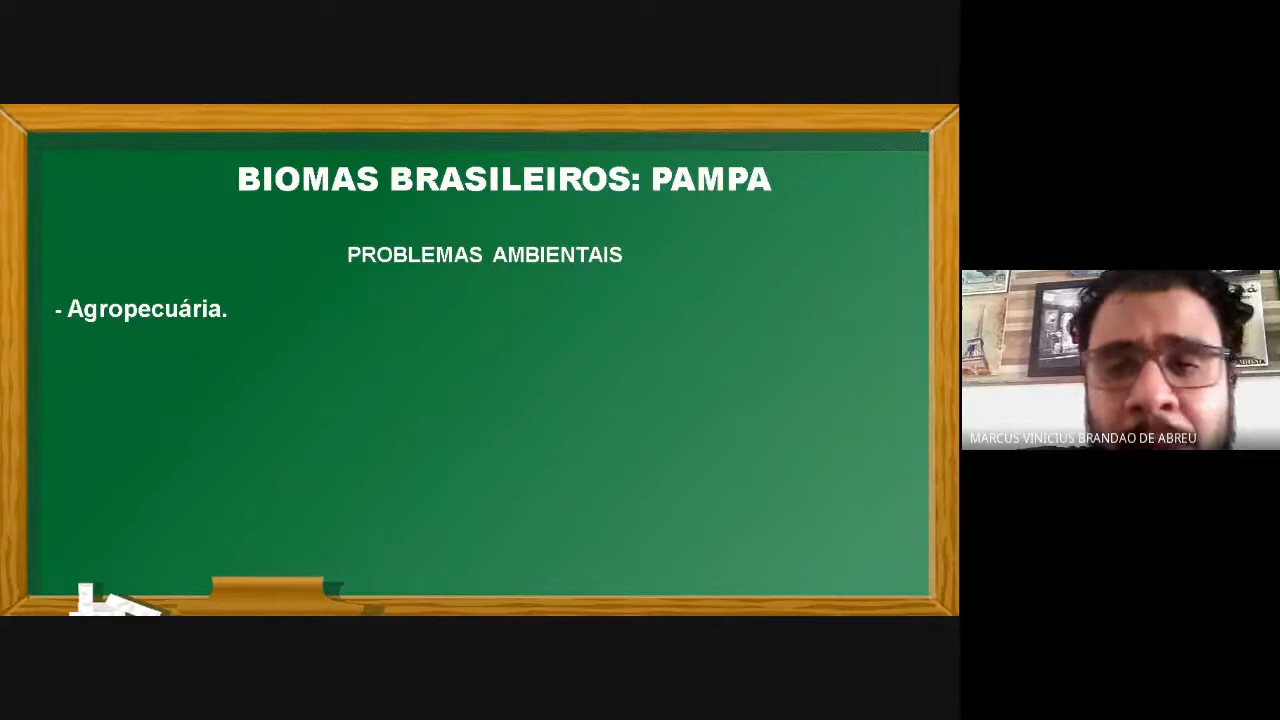 BIOMAS BRASILEIROS: PAMPA
PROBLEMAS AMBIENTAIS
- Agropecuária.
MARCUS VINICIUS BRANDAO DE ABREU